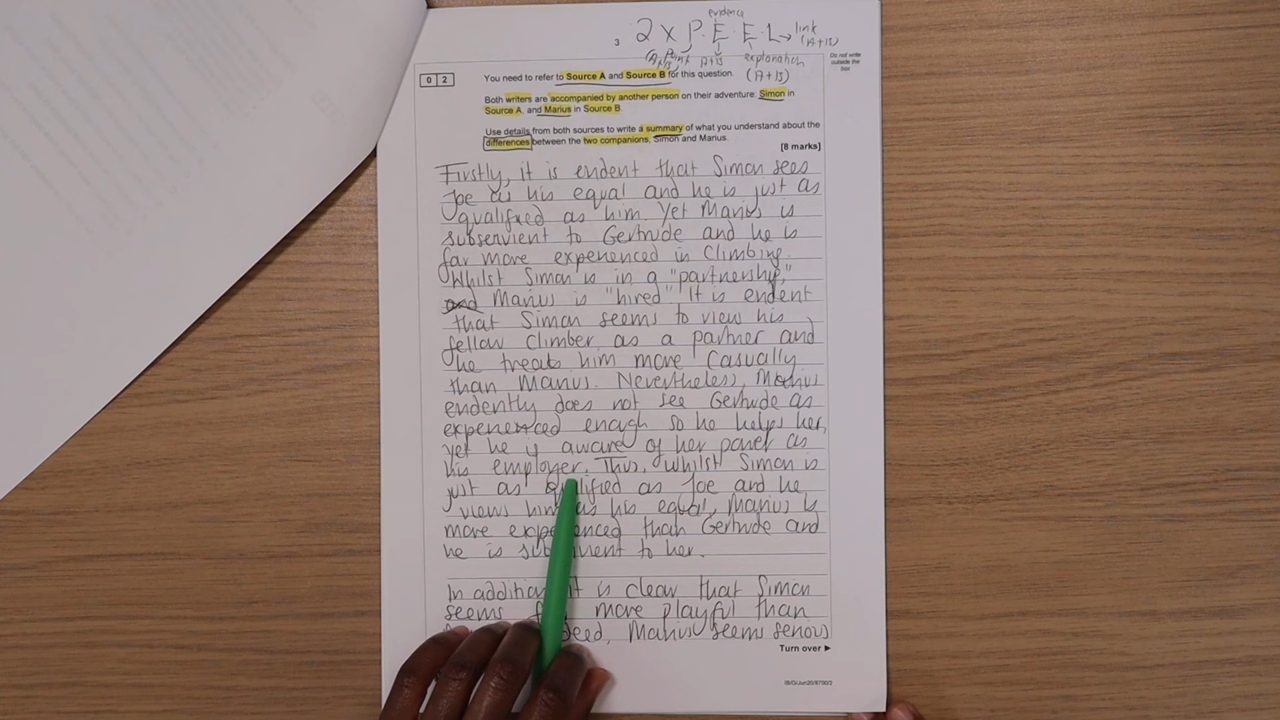 evidence
2 x P. E. E. L → link
(A+B)
3
(A+B) Point A+B explanation
(A+B)
Do not write
outside the
box
0 2
You need to refer to Source A and Source B for this question.
Both writers are accompanied by another person on their adventure: Simon in
Source A, and Marius in Source B.
Use details from both sources to write a summary of what you understand about the
differences between the two companions, Simon and Marius.
[8 marks]
Firstly, it is evident that Simon sees
Joe as his equal and he is just as
qualified as him. Yet Marius is
subservient to Gertrude and he is
far more experienced in climbing.
Whilst Simon is in a "partnership,"
Marius is "hired". It is evident
that Simon seems to view his
fellow climber as a partner and
he treats him more casually
than Marius. Nevertheless, Marius
evidently does not see Gertrude as
experienced enough so he helps her,
yet he is aware of her power as
his employer. Thus, whilst Simon is
just as qualified as Joe and he
views him as his equal, Marius is
more experienced than Gertrude and
he is subservient to her.
In addition it is clear that Simon
seems more playful than
Marius seems serious
Turn over ►
IB/G/Jun20/8700/2